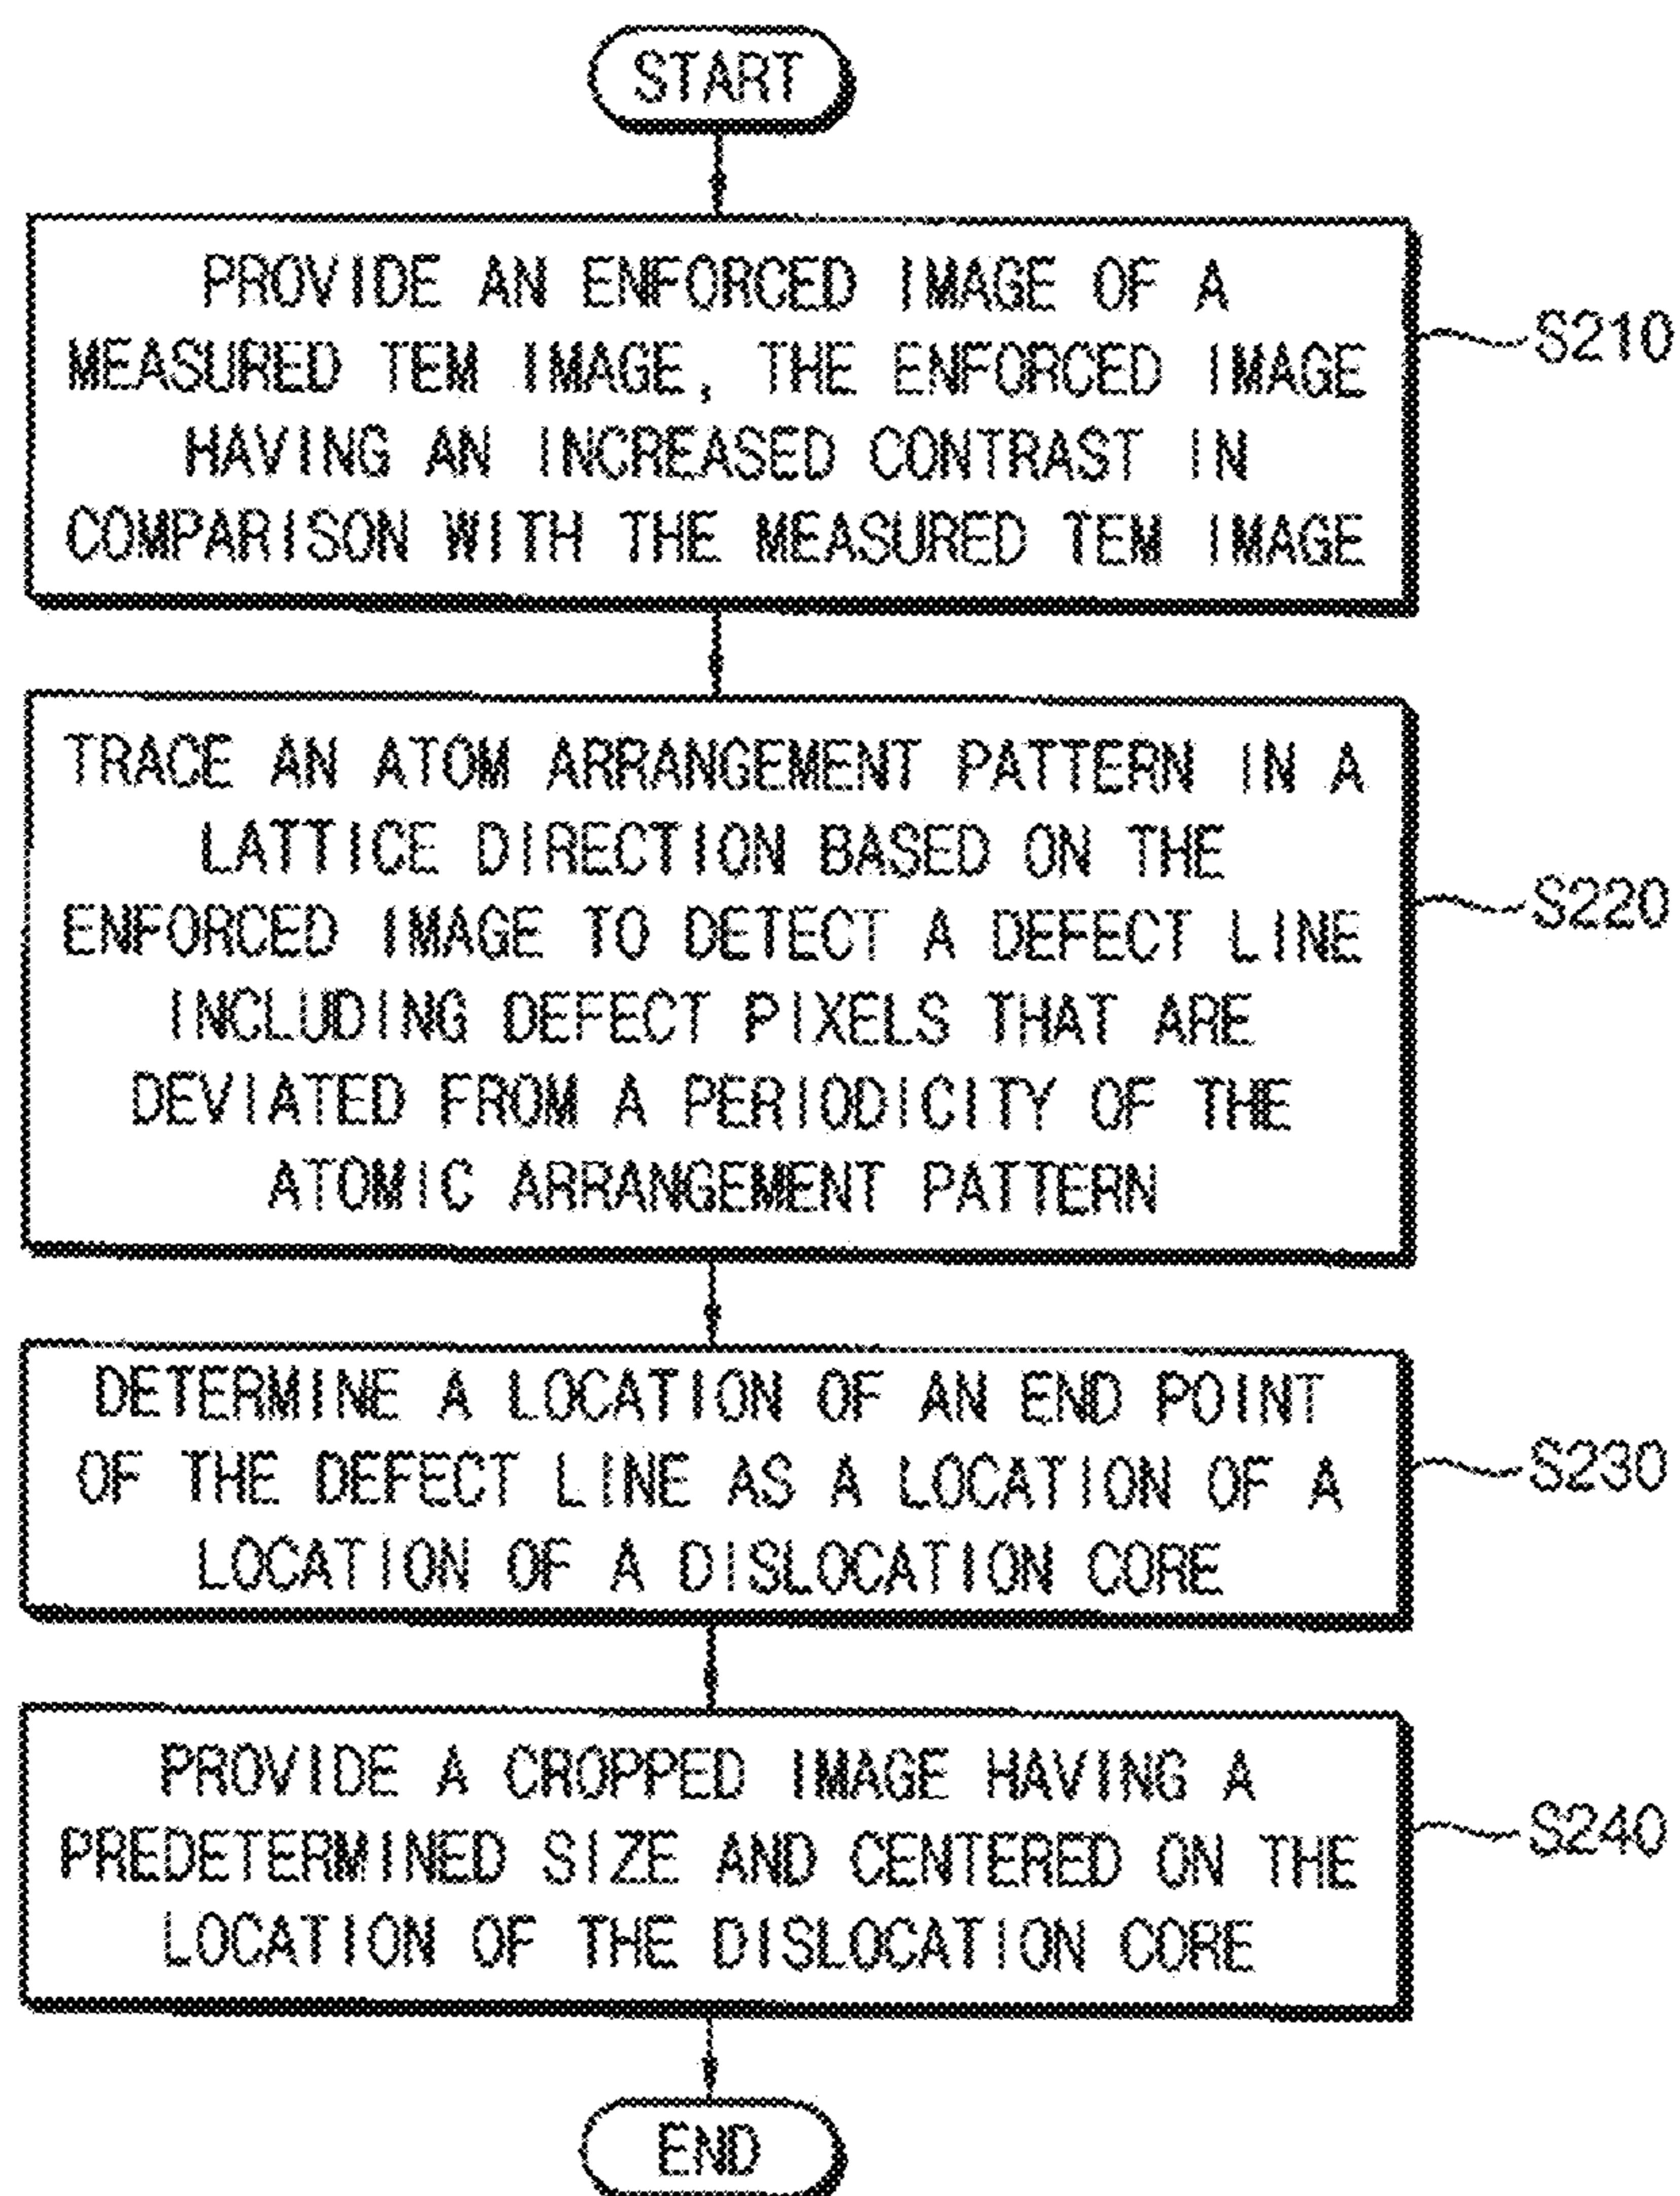 START
PROVIDE AN ENFORCED IMAGE OF A
MEASURED TEM IMAGE, THE ENFORCED IMAGE
HAVING AN INCREASED CONTRAST IN
COMPARISON WITH THE MEASURED TEM IMAGE
S210
TRACE AN ATOM ARRANGEMENT PATTERN IN A
LATTICE DIRECTION BASED ON THE
ENFORCED IMAGE TO DETECT A DEFECT LINE
INCLUDING DEFECT PIXELS THAT ARE
DEVIATED FROM A PERIODICITY OF THE
ATOMIC ARRANGEMENT PATTERN
S220
DETERMINE A LOCATION OF AN END POINT
OF THE DEFECT LINE AS A LOCATION OF A
LOCATION OF A DISLOCATION CORE
S230
PROVIDE A CROPPED IMAGE HAVING A
PREDETERMINED SIZE AND CENTERED ON THE
LOCATION OF THE DISLOCATION CORE
S240
END